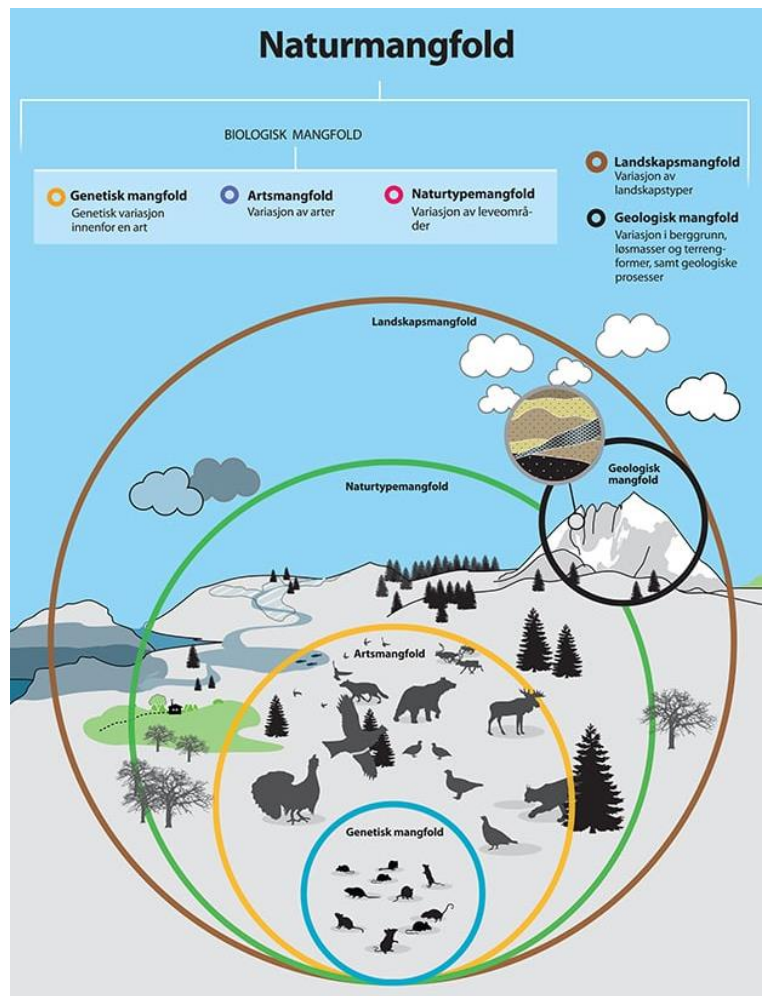 Naturmangfold
BIOLOGISK MANGFOLD
Genetisk mangfold
Genetisk variasjon
innenfor en art
Artsmangfold
Variasjon av arter
Naturtypemangfold
Variasjon av leveområ-
der
Landskapsmangfold
Variasjon av
landskapstyper
Geologisk mangfold
Variasjon i berggrunn,
løsmasser og terreng-
former, samt geologiske
prosesser
Landskapsmangfold
Geologisk
mangfold
Naturtypemangfold
Artsmangfold
Genetisk mangfold